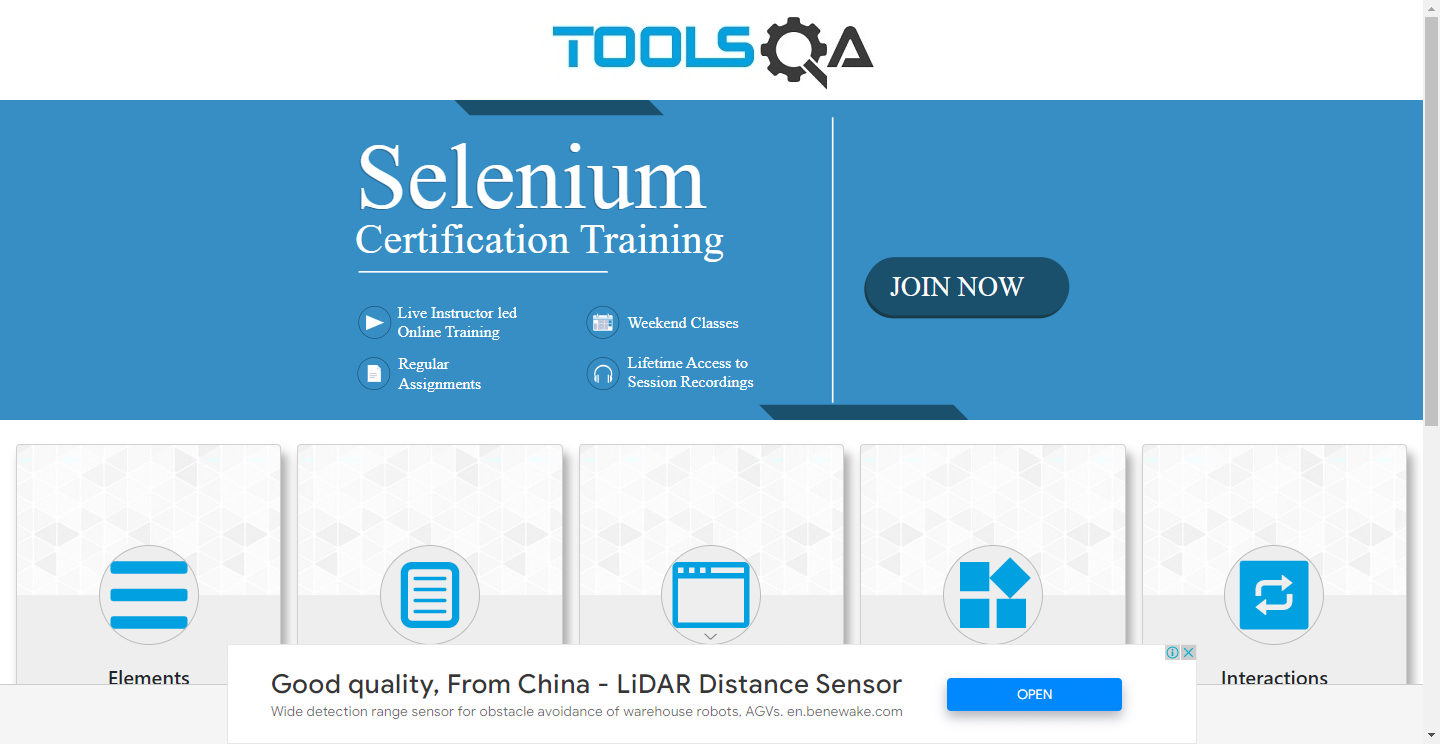 TOOLSQA
Selenium
Certification Training
JOIN NOW
Live Instructor led
Online Training
Weekend Classes
Regular
Assignments
Lifetime Access to
Session Recordings
Elements
Interactions
Good quality, From China - LiDAR Distance Sensor
Wide detection range sensor for obstacle avoidance of warehouse robots, AGVs. en.benewake.com
OPEN